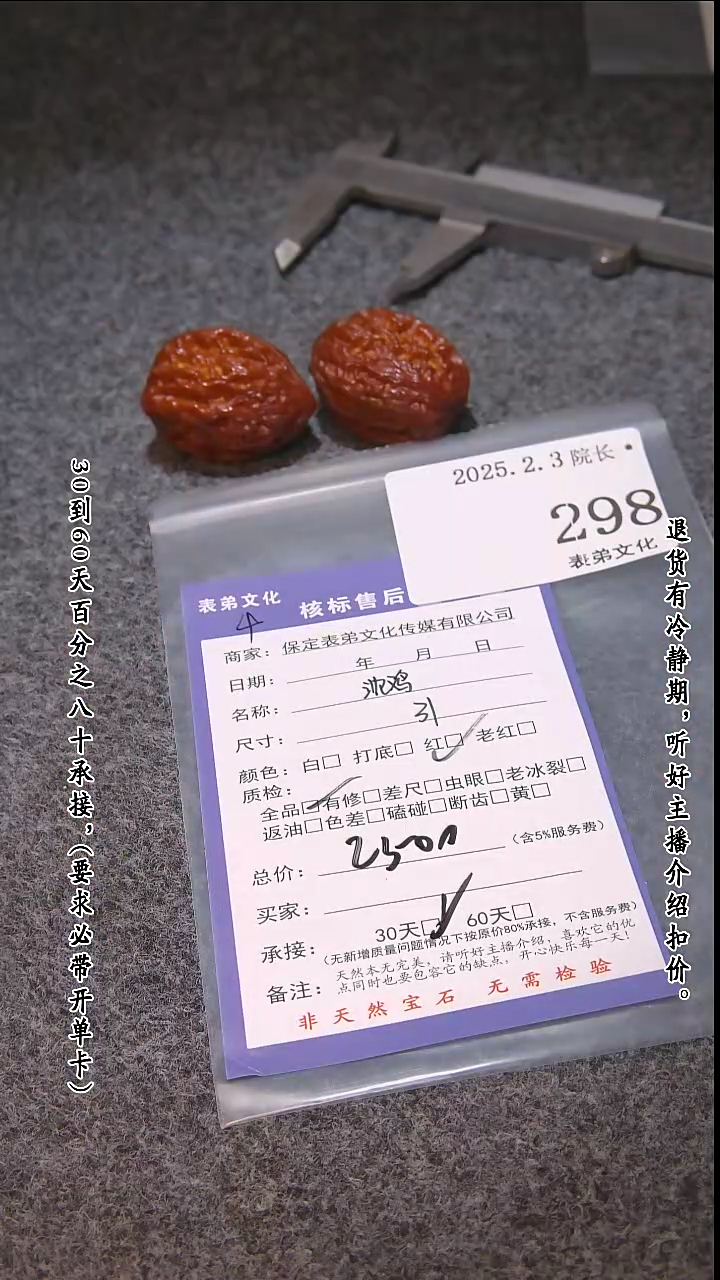 2025.2.3院长·
298
表弟文化
表弟文化 核标售后
商家：保定表弟文化传媒有限公司
日期： 年 月 日
名称：
尺寸：31
颜色：白□ 打底□ 红□ 老红□
质检：
全品□有修□差尺□虫眼□老冰裂□
返油□色差□磕碰□断齿□黄□
总价：2500（含5%服务费）
买家：
承接：30天□ 60天□
（无新增质量问题情况下按原价80%承接，不含服务费）
备注：天然本无完美，请听好主播介绍，喜欢它的优
点同时也要包容它的缺点，开心快乐每一天！
非天然宝石 无需检验
30到60天百分之八十承接，（要求必带开单卡）
退货有冷静期，听好主播介绍扣价。